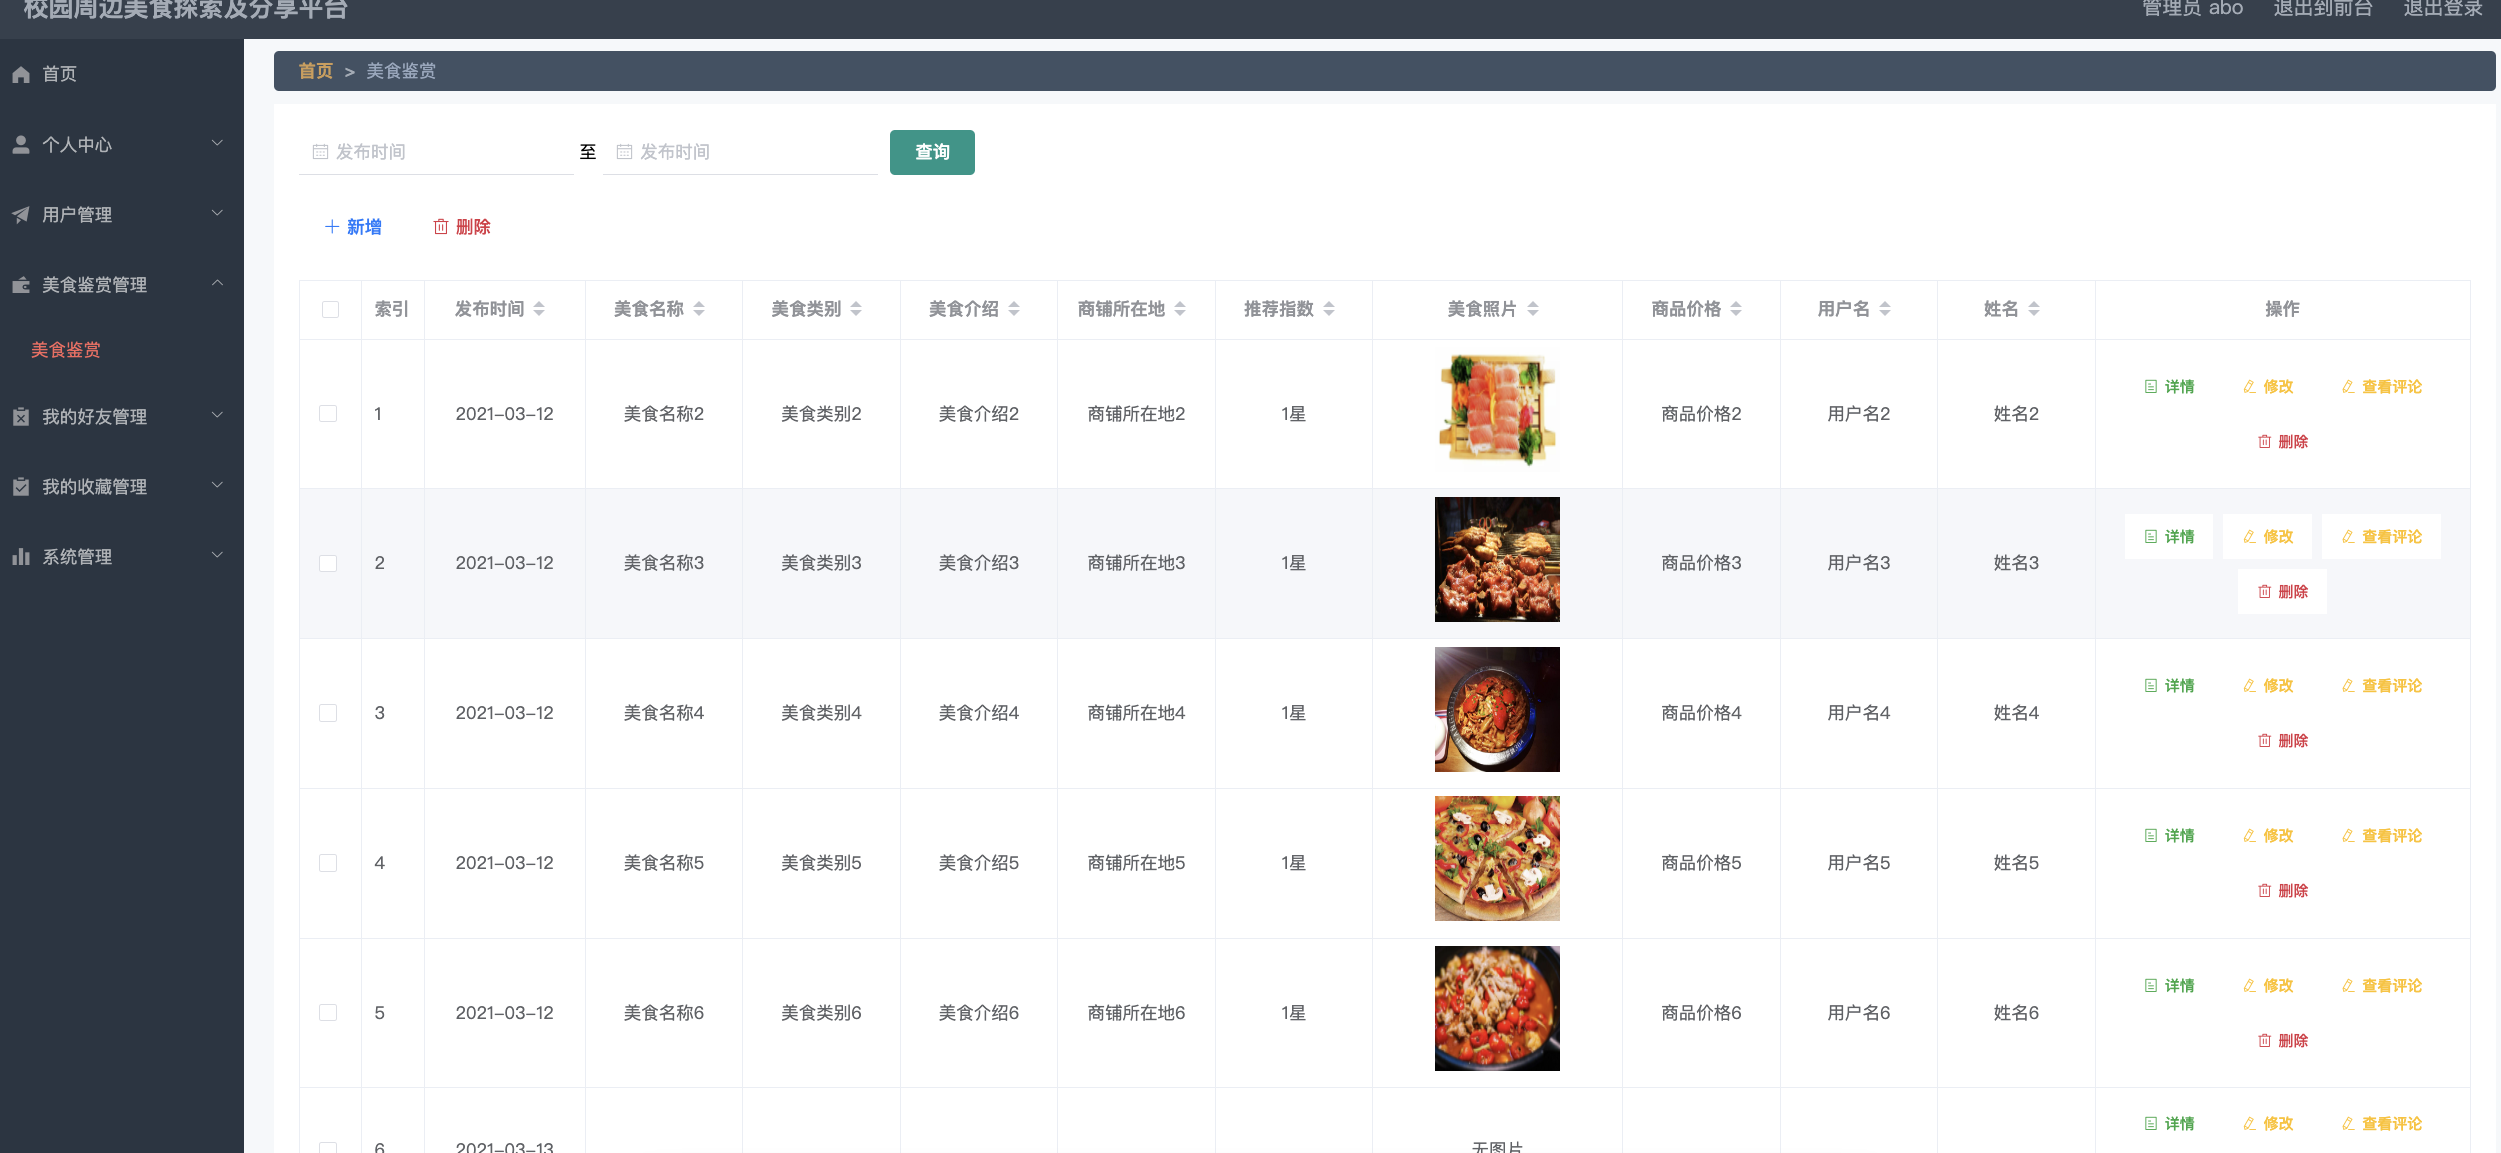 校园周边美食探索及分享平台
管理员 abo 退出到前台 退出登录
首页
个人中心
用户管理
美食鉴赏管理
美食鉴赏
我的好友管理
我的收藏管理
系统管理
首页 > 美食鉴赏
发布时间 至 发布时间 查询
新增 删除
索引 发布时间 美食名称 美食类别 美食介绍 商铺所在地 推荐指数 美食照片 商品价格 用户名 姓名 操作
1 2021-03-12 美食名称2 美食类别2 美食介绍2 商铺所在地2 1星 商品价格2 用户名2 姓名2 详情 修改 查看评论
删除
2 2021-03-12 美食名称3 美食类别3 美食介绍3 商铺所在地3 1星 商品价格3 用户名3 姓名3 详情 修改 查看评论
删除
3 2021-03-12 美食名称4 美食类别4 美食介绍4 商铺所在地4 1星 商品价格4 用户名4 姓名4 详情 修改 查看评论
删除
4 2021-03-12 美食名称5 美食类别5 美食介绍5 商铺所在地5 1星 商品价格5 用户名5 姓名5 详情 修改 查看评论
删除
5 2021-03-12 美食名称6 美食类别6 美食介绍6 商铺所在地6 1星 商品价格6 用户名6 姓名6 详情 修改 查看评论
删除
6 2021-03-13 无图片 详情 修改 查看评论